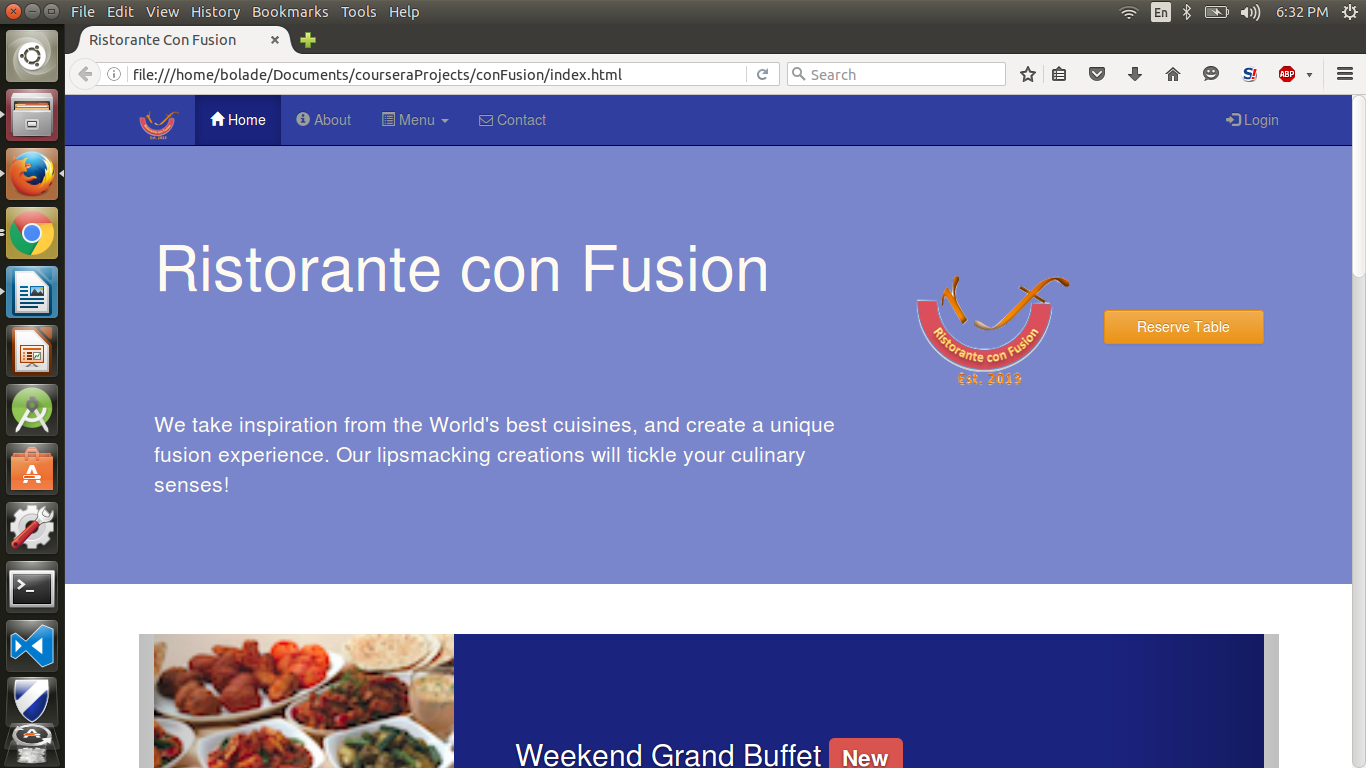 File Edit View History Bookmarks Tools Help
En
6:32 PM
Ristorante Con Fusion
file:///home/bolade/Documents/courseraProjects/conFusion/index.html
Search
S!
ABP
Home
About
Menu
Contact
Login
Ristorante con Fusion
Ristorante con Fusion
Est. 2013
Reserve Table
We take inspiration from the World's best cuisines, and create a unique
fusion experience. Our lipsmacking creations will tickle your culinary
senses!
Weekend Grand Buffet New